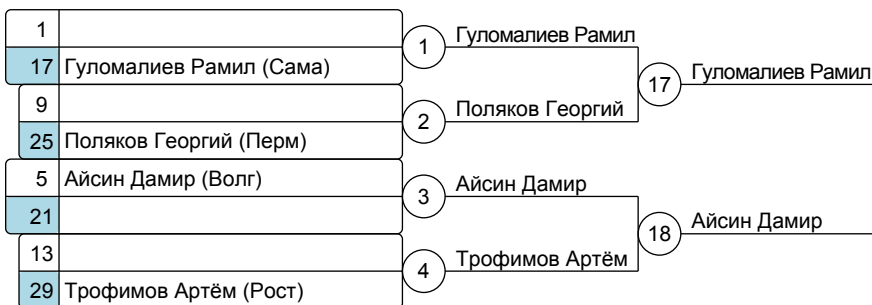 1
17 Гуломалиев Рамил (Сама)
9
25 Поляков Георгий (Перм)
5 Айсин Дамир (Волг)
21
13
29 Трофимов Артём (Рост)
1 Гуломалиев Рамил
2 Поляков Георгий
3 Айсин Дамир
4 Трофимов Артём
17 Гуломалиев Рамил
18 Айсин Дамир